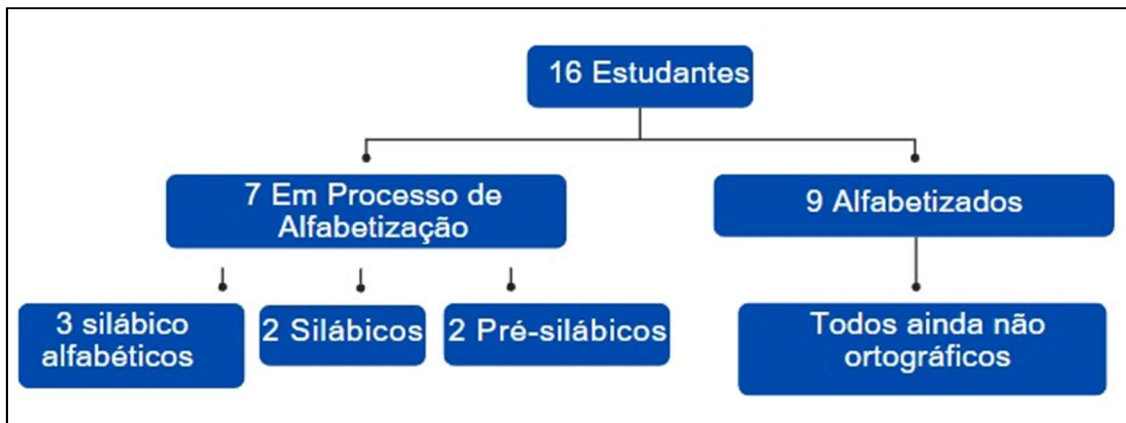 16 Estudantes
7 Em Processo de
Alfabetização
9 Alfabetizados
3 silábico
alfabéticos
2 Silábicos
2 Pré-silábicos
Todos ainda não
ortográficos